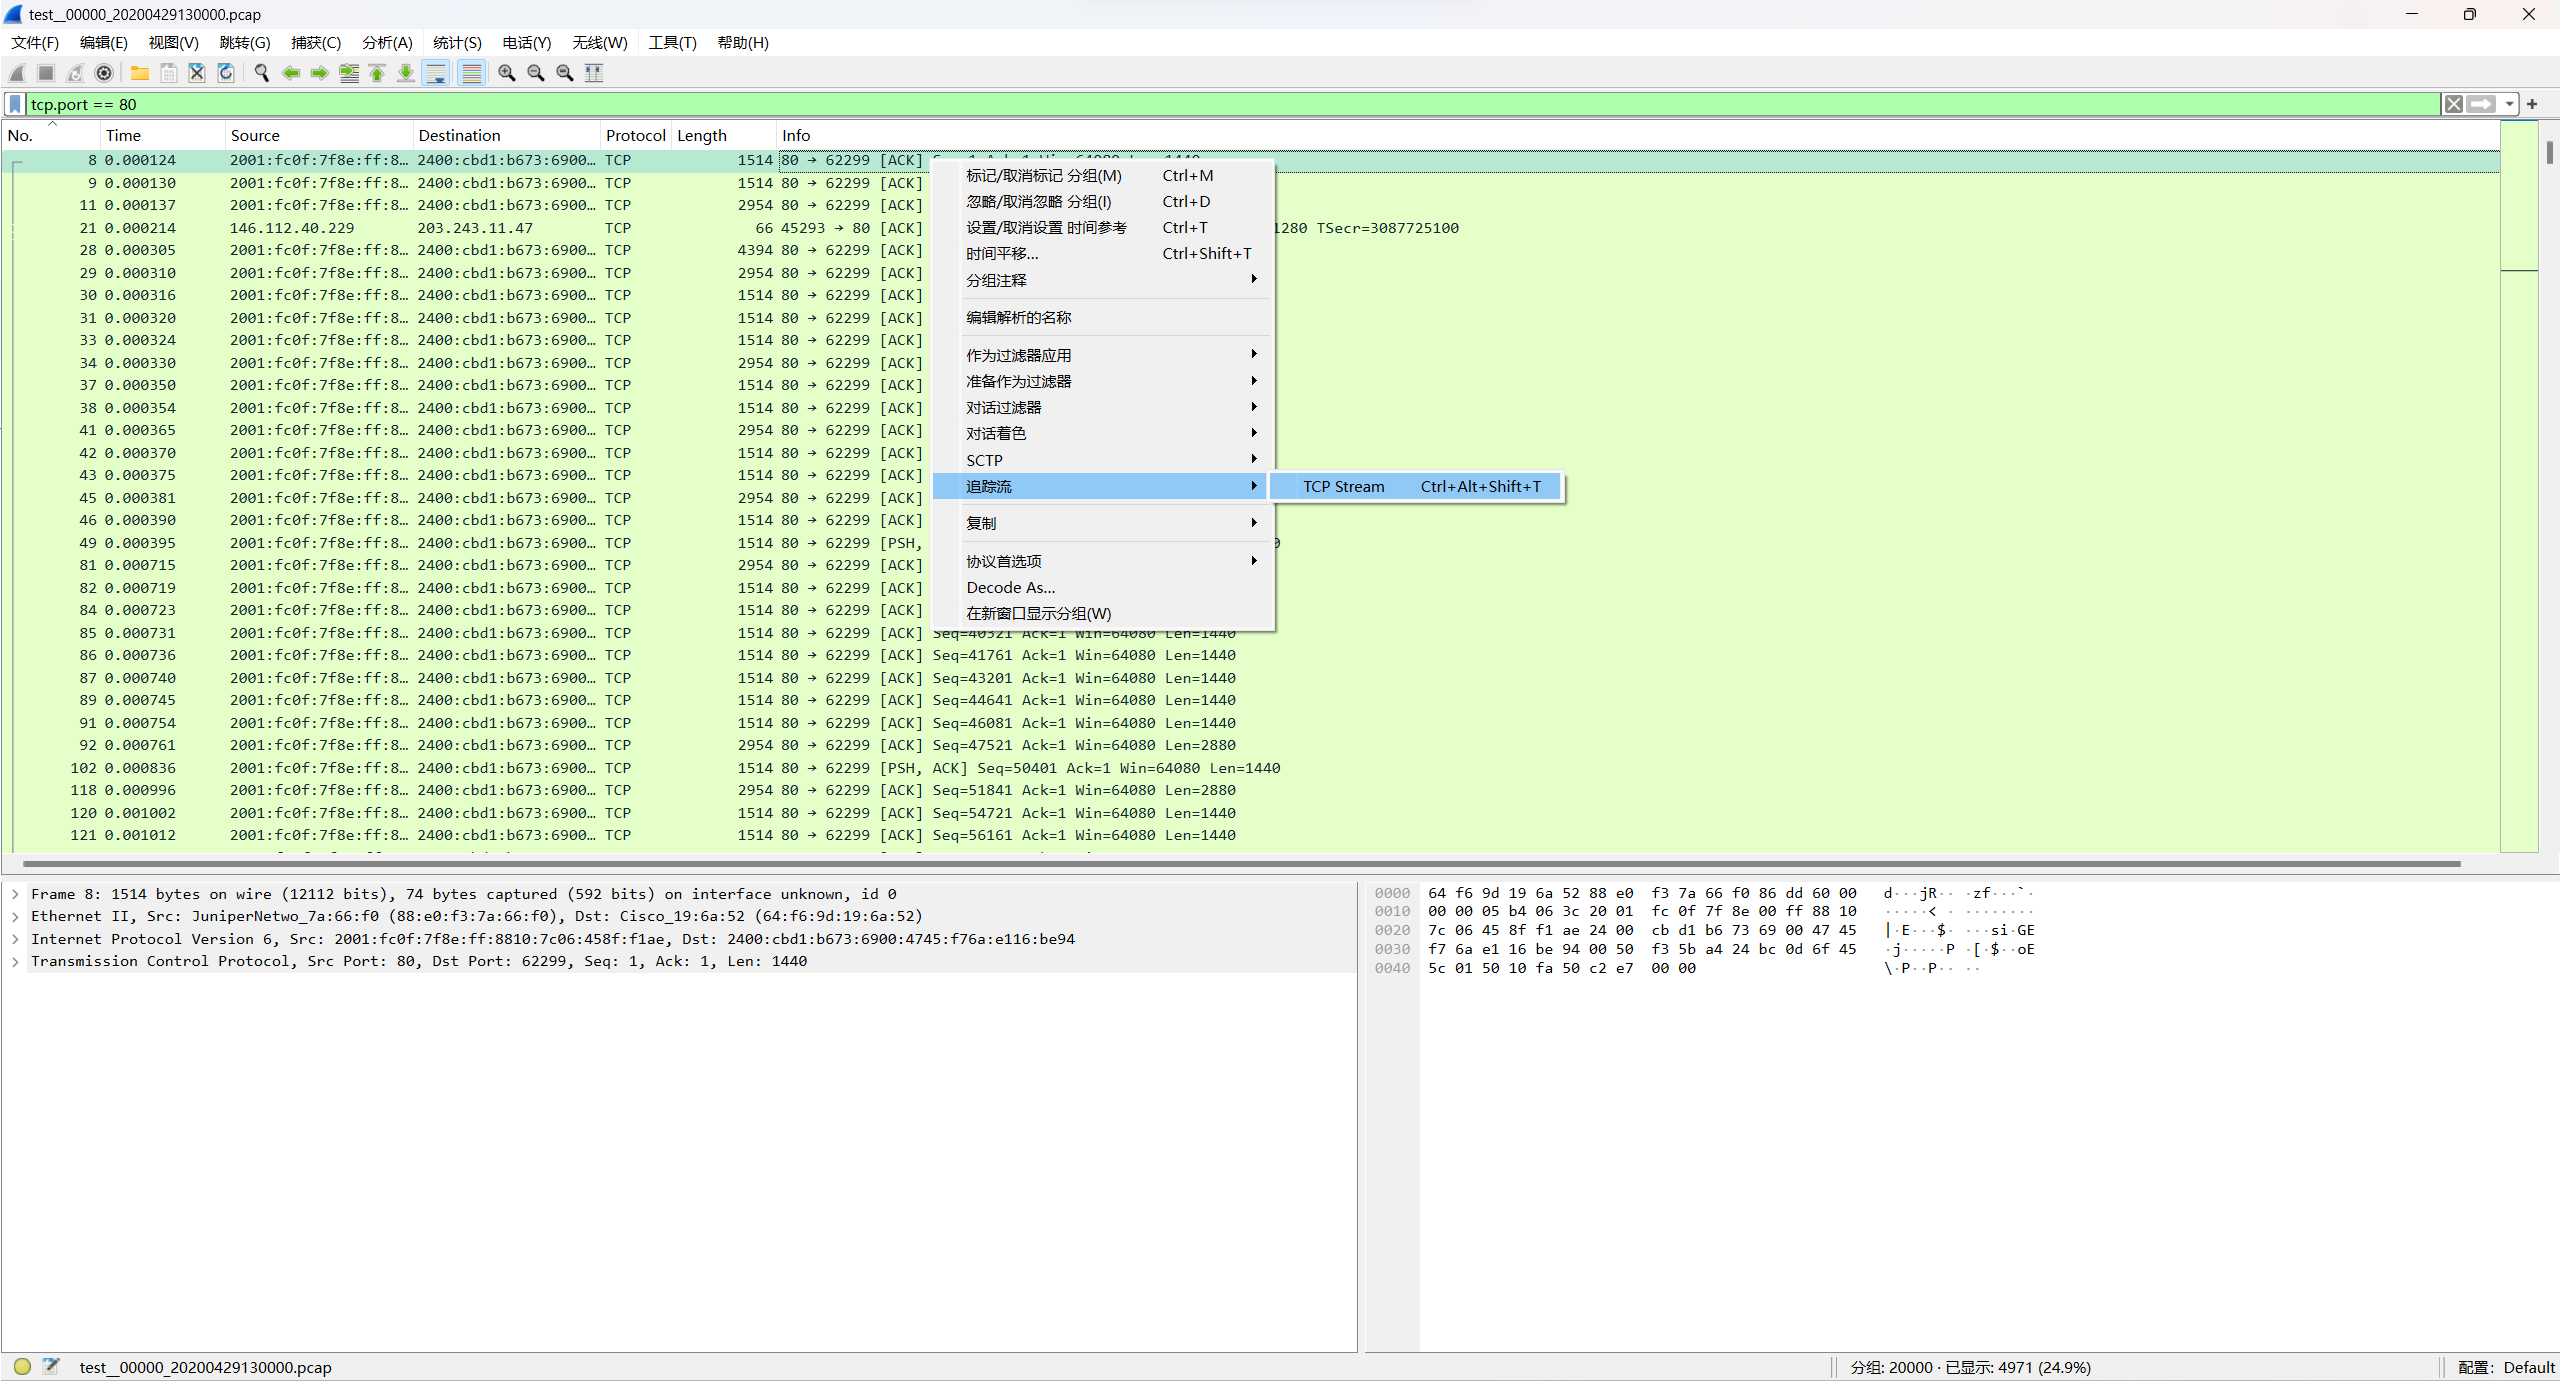 test__00000_20200429130000.pcap
文件(F) 编辑(E) 视图(V) 跳转(G) 捕获(C) 分析(A) 统计(S) 电话(Y) 无线(W) 工具(T) 帮助(H)
tcp.port == 80
No. Time Source Destination Protocol Length Info
8 0.000124 2001:fc0f:7f8e:ff:8… 2400:cbd1:b673:6900… TCP 1514 80 → 62299 [ACK]
9 0.000130 2001:fc0f:7f8e:ff:8… 2400:cbd1:b673:6900… TCP 1514 80 → 62299 [ACK]
11 0.000137 2001:fc0f:7f8e:ff:8… 2400:cbd1:b673:6900… TCP 2954 80 → 62299 [ACK]
21 0.000214 146.112.40.229 203.243.11.47 TCP 66 45293 → 80 [ACK] 1280 TSecr=3087725100
28 0.000305 2001:fc0f:7f8e:ff:8… 2400:cbd1:b673:6900… TCP 4394 80 → 62299 [ACK]
29 0.000310 2001:fc0f:7f8e:ff:8… 2400:cbd1:b673:6900… TCP 2954 80 → 62299 [ACK]
30 0.000316 2001:fc0f:7f8e:ff:8… 2400:cbd1:b673:6900… TCP 1514 80 → 62299 [ACK]
31 0.000320 2001:fc0f:7f8e:ff:8… 2400:cbd1:b673:6900… TCP 1514 80 → 62299 [ACK]
33 0.000324 2001:fc0f:7f8e:ff:8… 2400:cbd1:b673:6900… TCP 1514 80 → 62299 [ACK]
34 0.000330 2001:fc0f:7f8e:ff:8… 2400:cbd1:b673:6900… TCP 2954 80 → 62299 [ACK]
37 0.000350 2001:fc0f:7f8e:ff:8… 2400:cbd1:b673:6900… TCP 1514 80 → 62299 [ACK]
38 0.000354 2001:fc0f:7f8e:ff:8… 2400:cbd1:b673:6900… TCP 1514 80 → 62299 [ACK]
41 0.000365 2001:fc0f:7f8e:ff:8… 2400:cbd1:b673:6900… TCP 2954 80 → 62299 [ACK]
42 0.000370 2001:fc0f:7f8e:ff:8… 2400:cbd1:b673:6900… TCP 1514 80 → 62299 [ACK]
43 0.000375 2001:fc0f:7f8e:ff:8… 2400:cbd1:b673:6900… TCP 1514 80 → 62299 [ACK]
45 0.000381 2001:fc0f:7f8e:ff:8… 2400:cbd1:b673:6900… TCP 2954 80 → 62299 [ACK]
46 0.000390 2001:fc0f:7f8e:ff:8… 2400:cbd1:b673:6900… TCP 1514 80 → 62299 [ACK]
49 0.000395 2001:fc0f:7f8e:ff:8… 2400:cbd1:b673:6900… TCP 1514 80 → 62299 [PSH,
81 0.000715 2001:fc0f:7f8e:ff:8… 2400:cbd1:b673:6900… TCP 2954 80 → 62299 [ACK]
82 0.000719 2001:fc0f:7f8e:ff:8… 2400:cbd1:b673:6900… TCP 1514 80 → 62299 [ACK]
84 0.000723 2001:fc0f:7f8e:ff:8… 2400:cbd1:b673:6900… TCP 1514 80 → 62299 [ACK]
85 0.000731 2001:fc0f:7f8e:ff:8… 2400:cbd1:b673:6900… TCP 1514 80 → 62299 [ACK] Seq=40321 Ack=1 Win=64080 Len=1440
86 0.000736 2001:fc0f:7f8e:ff:8… 2400:cbd1:b673:6900… TCP 1514 80 → 62299 [ACK] Seq=41761 Ack=1 Win=64080 Len=1440
87 0.000740 2001:fc0f:7f8e:ff:8… 2400:cbd1:b673:6900… TCP 1514 80 → 62299 [ACK] Seq=43201 Ack=1 Win=64080 Len=1440
89 0.000745 2001:fc0f:7f8e:ff:8… 2400:cbd1:b673:6900… TCP 1514 80 → 62299 [ACK] Seq=44641 Ack=1 Win=64080 Len=1440
91 0.000754 2001:fc0f:7f8e:ff:8… 2400:cbd1:b673:6900… TCP 1514 80 → 62299 [ACK] Seq=46081 Ack=1 Win=64080 Len=1440
92 0.000761 2001:fc0f:7f8e:ff:8… 2400:cbd1:b673:6900… TCP 2954 80 → 62299 [ACK] Seq=47521 Ack=1 Win=64080 Len=2880
102 0.000836 2001:fc0f:7f8e:ff:8… 2400:cbd1:b673:6900… TCP 1514 80 → 62299 [PSH, ACK] Seq=50401 Ack=1 Win=64080 Len=1440
118 0.000996 2001:fc0f:7f8e:ff:8… 2400:cbd1:b673:6900… TCP 2954 80 → 62299 [ACK] Seq=51841 Ack=1 Win=64080 Len=2880
120 0.001002 2001:fc0f:7f8e:ff:8… 2400:cbd1:b673:6900… TCP 1514 80 → 62299 [ACK] Seq=54721 Ack=1 Win=64080 Len=1440
121 0.001012 2001:fc0f:7f8e:ff:8… 2400:cbd1:b673:6900… TCP 1514 80 → 62299 [ACK] Seq=56161 Ack=1 Win=64080 Len=1440
标记/取消标记 分组(M) Ctrl+M
忽略/取消忽略 分组(I) Ctrl+D
设置/取消设置 时间参考 Ctrl+T
时间平移... Ctrl+Shift+T
分组注释
编辑解析的名称
作为过滤器应用
准备作为过滤器
对话过滤器
对话着色
SCTP
追踪流
TCP Stream Ctrl+Alt+Shift+T
复制
协议首选项
Decode As...
在新窗口显示分组(W)
Frame 8: 1514 bytes on wire (12112 bits), 74 bytes captured (592 bits) on interface unknown, id 0
Ethernet II, Src: JuniperNetwo_7a:66:f0 (88:e0:f3:7a:66:f0), Dst: Cisco_19:6a:52 (64:f6:9d:19:6a:52)
Internet Protocol Version 6, Src: 2001:fc0f:7f8e:ff:8810:7c06:458f:f1ae, Dst: 2400:cbd1:b673:6900:4745:f76a:e116:be94
Transmission Control Protocol, Src Port: 80, Dst Port: 62299, Seq: 1, Ack: 1, Len: 1440
0000 64 f6 9d 19 6a 52 88 e0 f3 7a 66 f0 86 dd 60 00 d···jR·· ·zf···`·
0010 00 00 05 b4 06 3c 20 01 fc 0f 7f 8e 00 ff 88 10 ·····< · ········
0020 7c 06 45 8f f1 ae 24 00 cb d1 b6 73 69 00 47 45 |·E···$· ···si·GE
0030 f7 6a e1 16 be 94 00 50 f3 5b a4 24 bc 0d 6f 45 ·j·····P ·[·$··oE
0040 5c 01 50 10 fa 50 c2 e7 00 00 \·P··P·· ··
test__00000_20200429130000.pcap
分组: 20000 · 已显示: 4971 (24.9%)
配置: Default